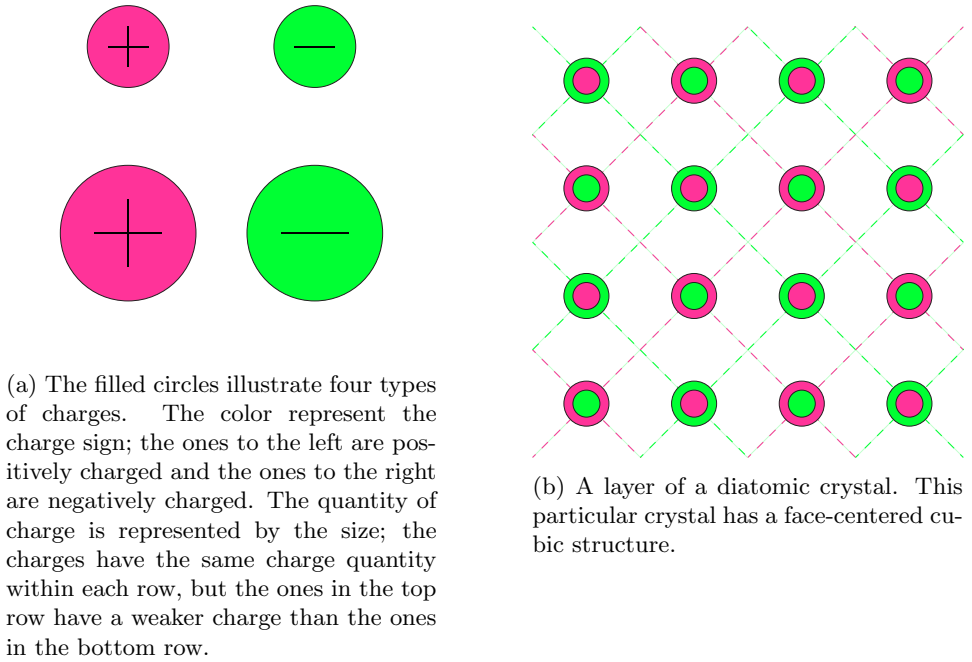 (a) The filled circles illustrate four types
of charges. The color represent the
charge sign; the ones to the left are pos-
itively charged and the ones to the right
are negatively charged. The quantity of
charge is represented by the size; the
charges have the same charge quantity
within each row, but the ones in the top
row have a weaker charge than the ones
in the bottom row.
(b) A layer of a diatomic crystal. This
particular crystal has a face-centered cu-
bic structure.